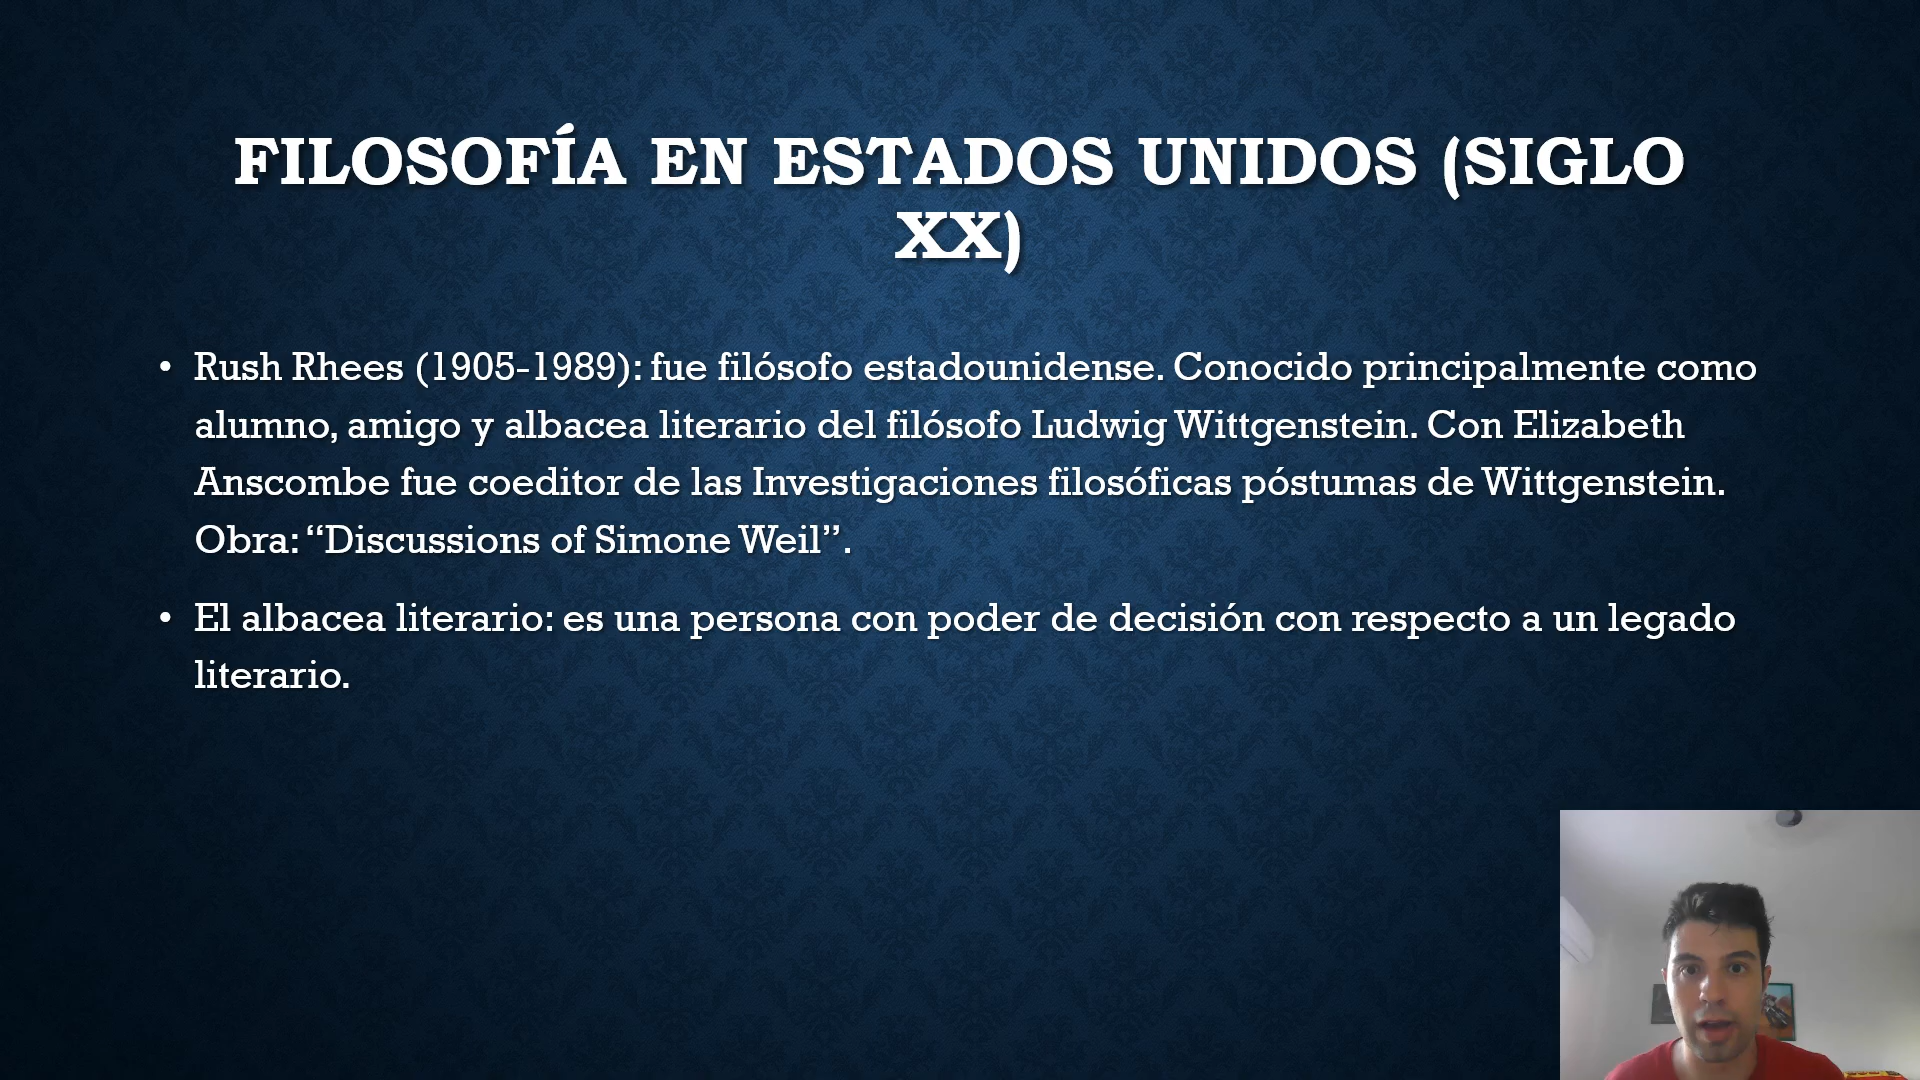 FILOSOFÍA EN ESTADOS UNIDOS (SIGLO
XX)
• Rush Rhees (1905-1989): fue filósofo estadounidense. Conocido principalmente como
alumno, amigo y albacea literario del filósofo Ludwig Wittgenstein. Con Elizabeth
Anscombe fue coeditor de las Investigaciones filosóficas póstumas de Wittgenstein.
Obra: “Discussions of Simone Weil”.
• El albacea literario: es una persona con poder de decisión con respecto a un legado
literario.